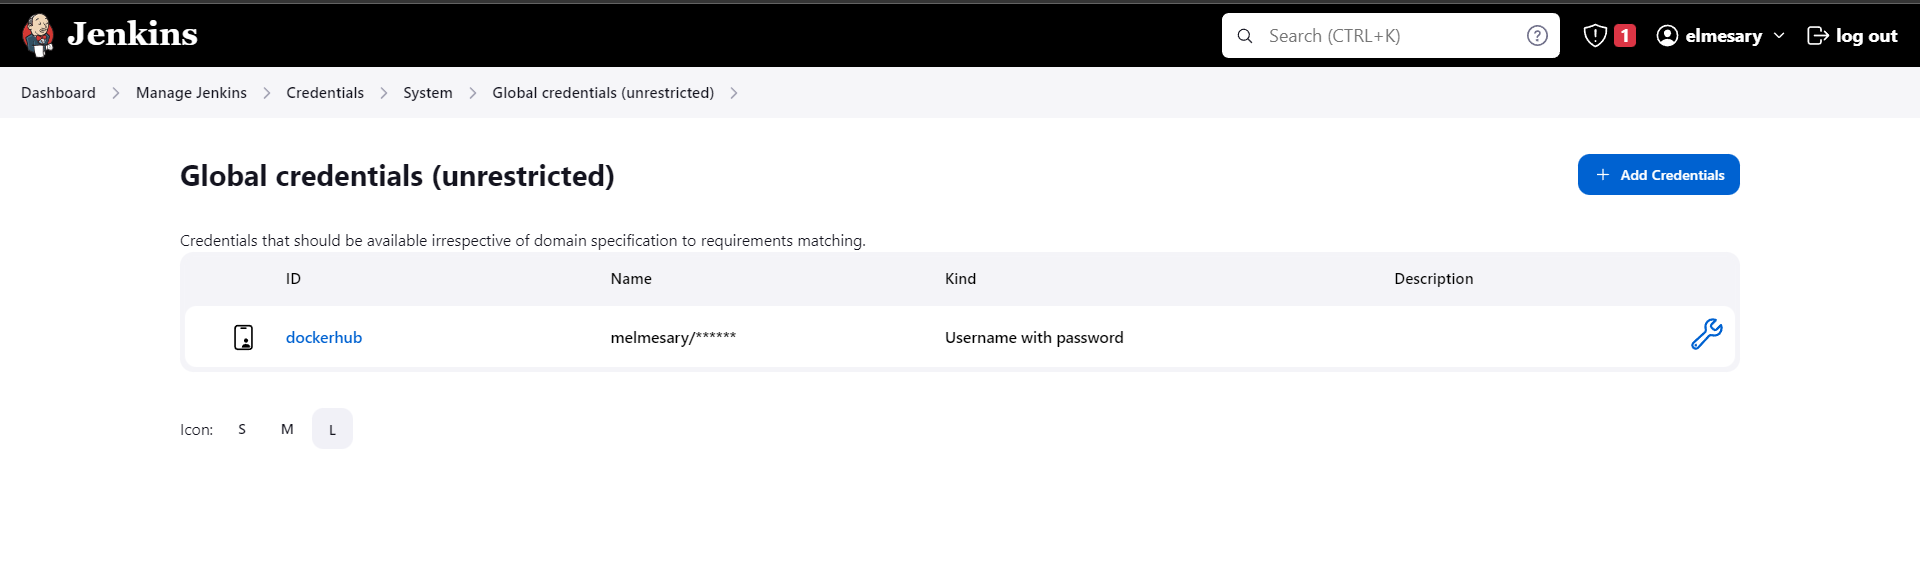 Jenkins
Search (CTRL+K)
1
elmesary
log out
Dashboard
Manage Jenkins
Credentials
System
Global credentials (unrestricted)
Global credentials (unrestricted)
+ Add Credentials
Credentials that should be available irrespective of domain specification to requirements matching.
ID Name Kind Description
dockerhub melmesary/****** Username with password
Icon: S M L